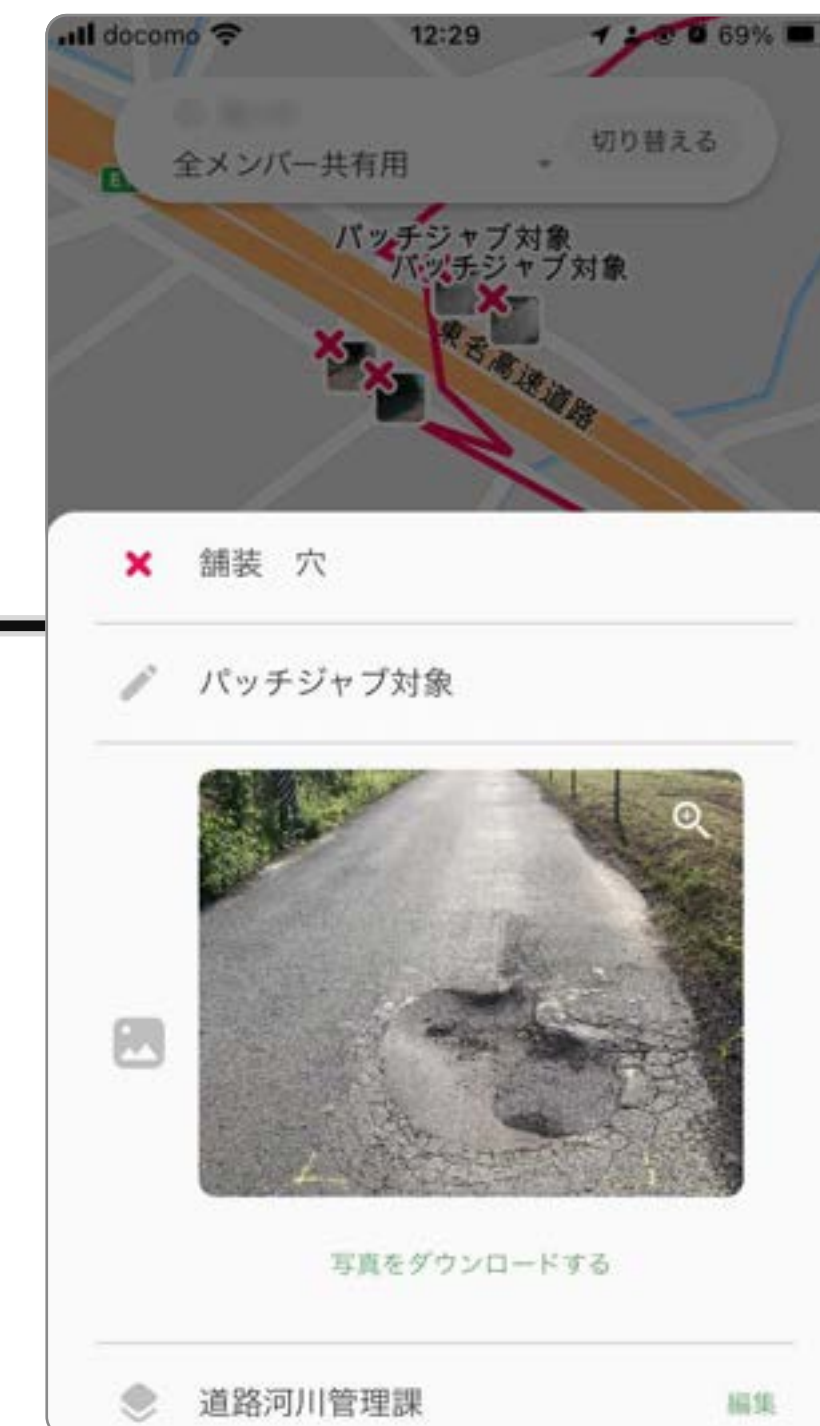 docomo 12:29 69%
全メンバー共有用
切り替える
E
パッチジャブ対象
パッチジャブ対象
東名高速道路
舗装 穴
パッチジャブ対象
写真をダウンロードする
道路河川管理課
編集